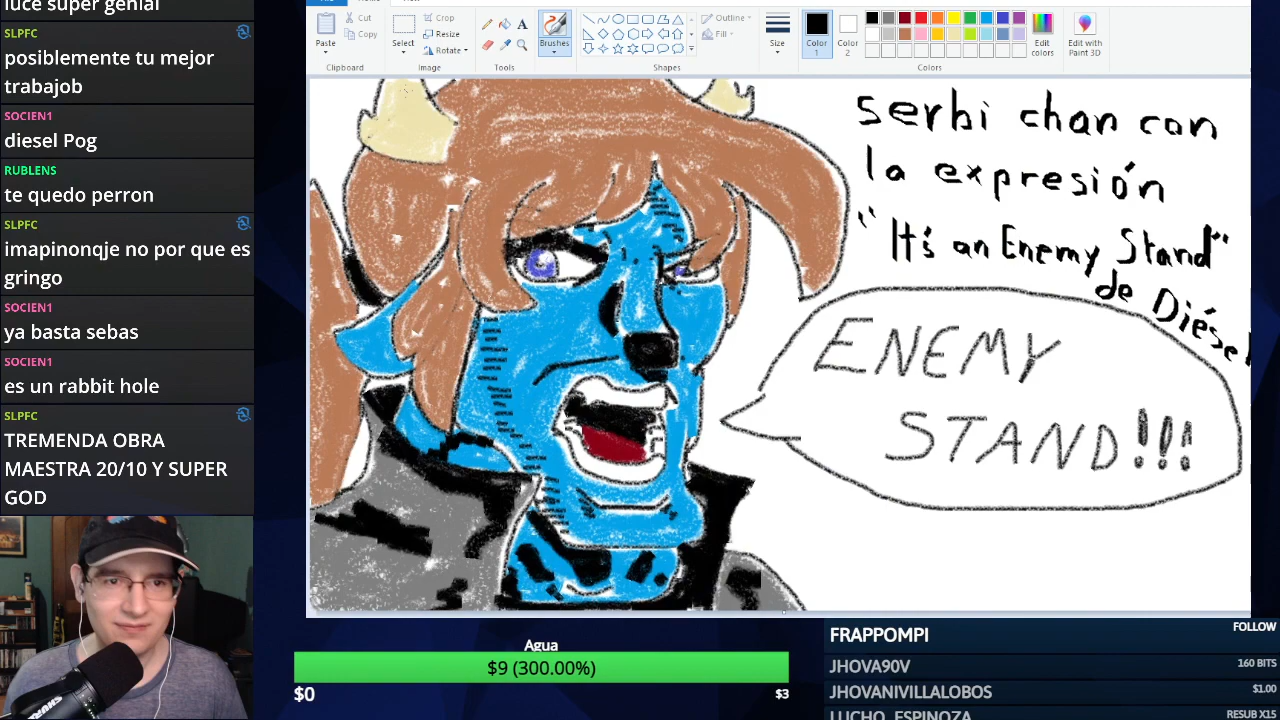 luce super genial
SLPFC
posiblemente tu mejor
trabajob
SOCIEN1
diesel Pog
RUBLENS
te quedo perron
SLPFC
imapinonqje no por que es
gringo
SOCIEN1
ya basta sebas
SOCIEN1
es un rabbit hole
SLPFC
TREMENDA OBRA
MAESTRA 20/10 Y SUPER
GOD
Paste
Cut
Copy
Clipboard
Select
Crop
Resize
Rotate
Image
Tools
Brushes
Outline
Fill
Shapes
Size
Color
1
Color
2
Edit
colors
Edit with
Paint 3D
Colors
serbi chan con
la expresión
"It's an Enemy Stand"
de Diésel
ENEMY
STAND!!!
Agua
$9 (300.00%)
$0
$3
FRAPPOMPI
FOLLOW
JHOVA90V
160 BITS
JHOVANIVILLALOBOS
$1.00
LUCHO_ESPINOZA
RESUB X15